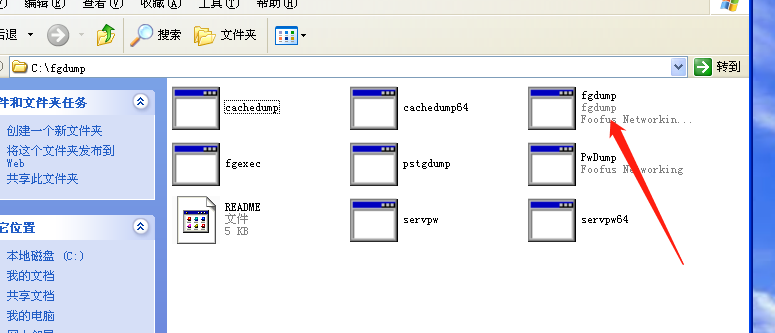 编辑(E) 查看(V) 收藏(A) 工具(T) 帮助(H)
后退 搜索 文件夹
C:\fgdump 转到
件和文件夹任务
创建一个新文件夹
将这个文件夹发布到
Web
共享此文件夹
它位置
本地磁盘 (C:)
我的文档
共享文档
我的电脑
cachedump
cachedump64
fgdump
fgdump
Foofus Networkin...
fgexec
pstgdump
PwDump
Foofus Networking
README
文件
5 KB
servpw
servpw64